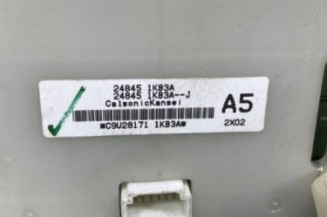 24845 1KB3A
24845 1KB3A--J
CalsonicKansei
*C9U28171 1KB3A*
A5
2X02